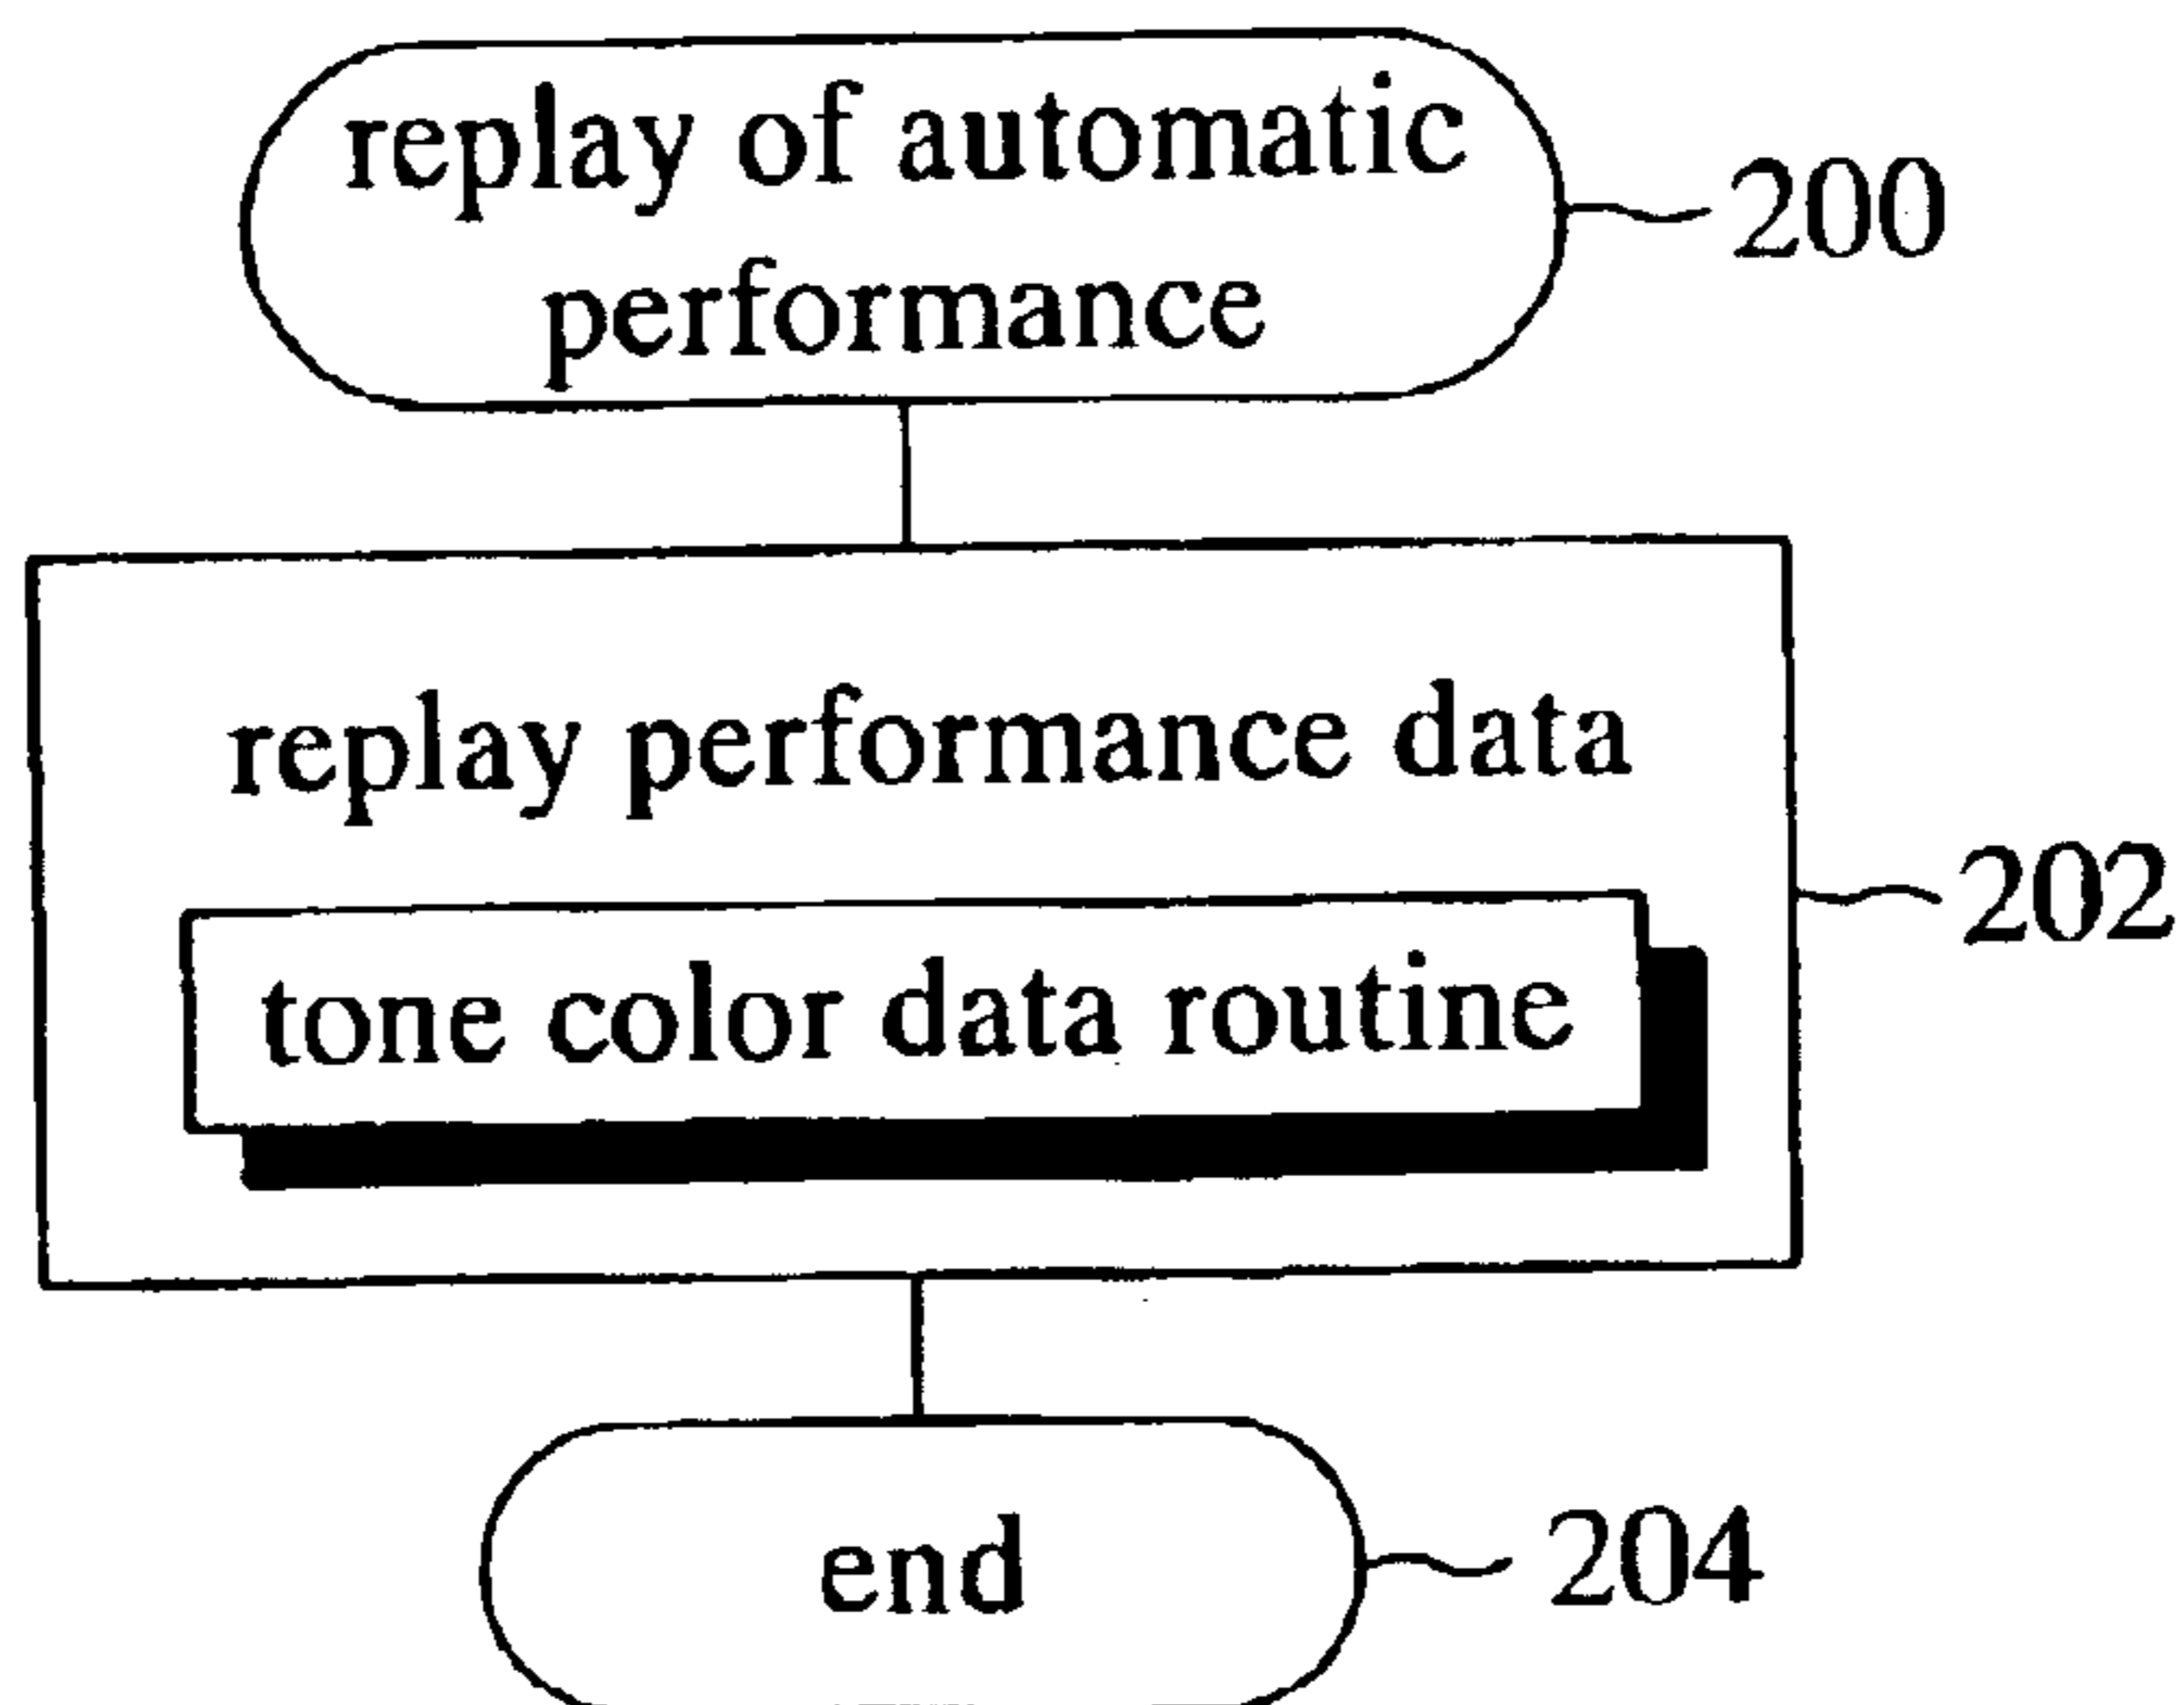 replay of automatic
performance
200
replay performance data
202
tone color data routine
end
204